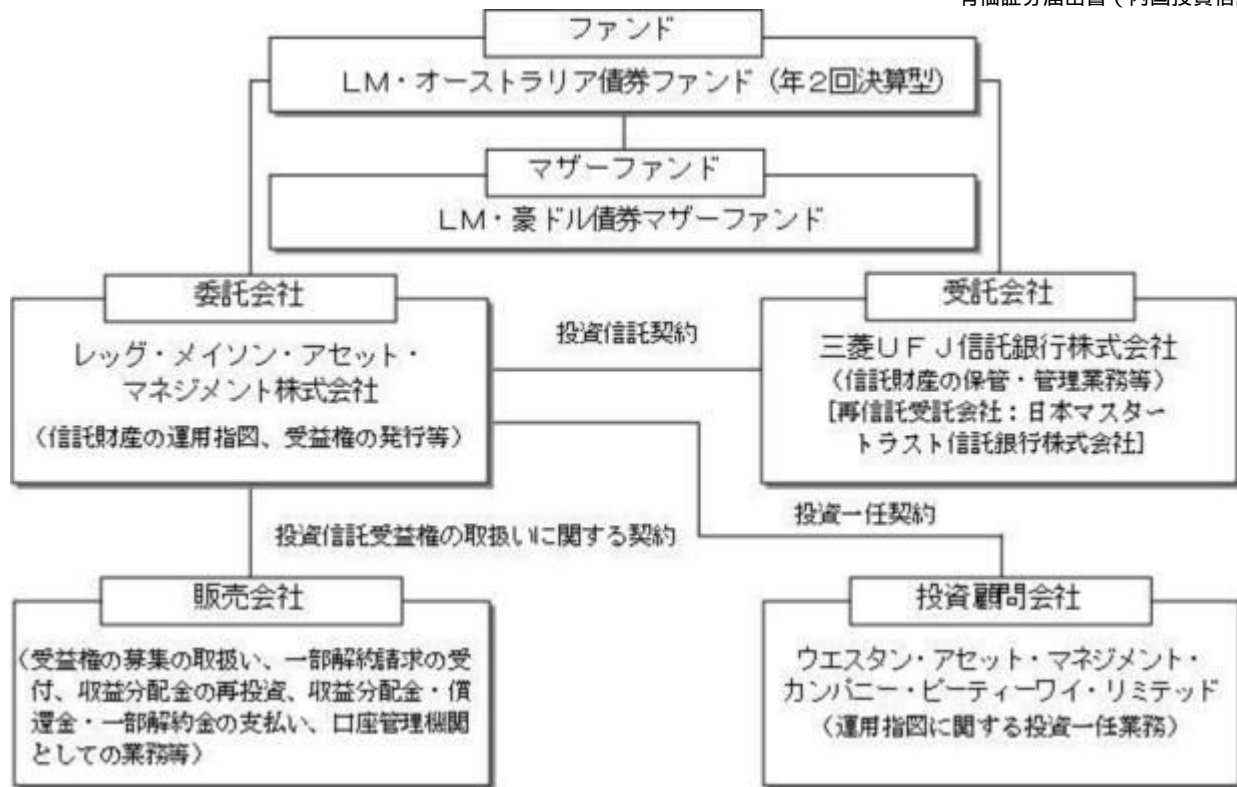 ファンド
LM・オーストラリア債券ファンド（年2回決算型）
マザーファンド
LM・豪ドル債券マザーファンド
委託会社
レッグ・メイソン・アセット・
マネジメント株式会社
（信託財産の運用指図、受益権の発行等）
投資信託契約
受託会社
三菱UFJ信託銀行株式会社
（信託財産の保管・管理業務等）
[再信託受託会社：日本マスター
トラスト信託銀行株式会社]
投資信託受益権の取扱いに関する契約
投資一任契約
販売会社
（受益権の募集の取扱い、一部解約請求の受
付、収益分配金の再投資、収益分配金・償
還金・一部解約金の支払い、口座管理機関
としての業務等）
投資顧問会社
ウエスタン・アセット・マネジメント・
カンパニー・ピーティーワイ・リミテッド
（運用指図に関する投資一任業務）